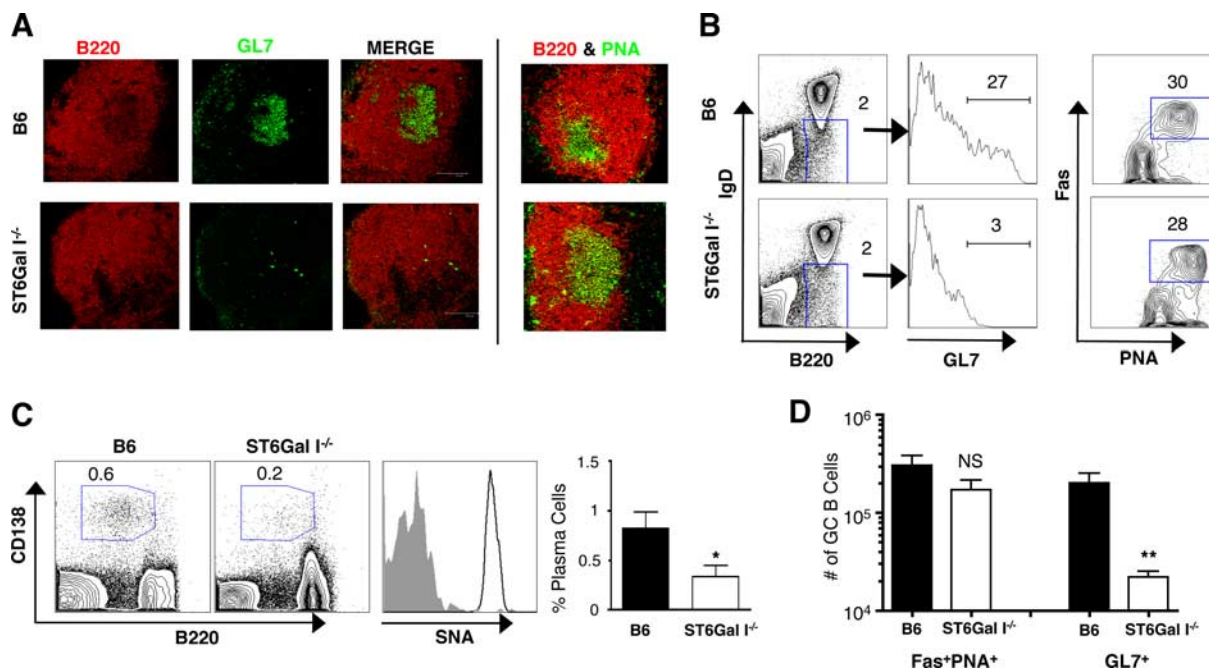 A
B220
GL7
MERGE
B220 & PNA
B6
ST6Gal I-/-
B
B6
ST6Gal I-/-
IgD
2
27
2
3
B220
GL7
Fas
30
28
PNA
C
B6
ST6Gal I-/-
0.6
0.2
CD138
B220
SNA
% Plasma Cells
1.5
1
0.5
0
*
B6
ST6Gal I-/-
D
# of GC B Cells
10^6
10^5
10^4
NS
**
B6
ST6Gal I-/-
B6
ST6Gal I-/-
Fas+PNA+
GL7+